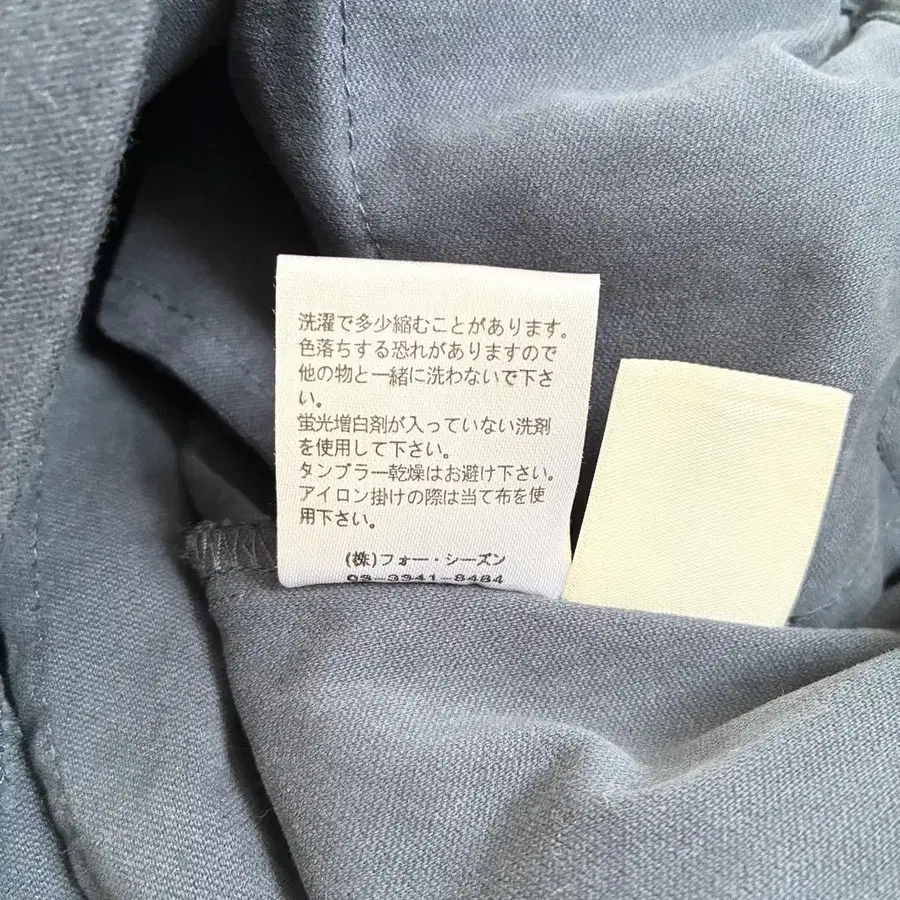 洗濯で多少縮むことがあります。
色落ちする恐れがありますので
他の物と一緒に洗わないで下さ
い。
蛍光増白剤が入っていない洗剤
を使用して下さい。
タンブラー乾燥はお避け下さい。
アイロン掛けの際は当て布を使
用下さい。
(株)フォー・シーズン
03-3341-8484